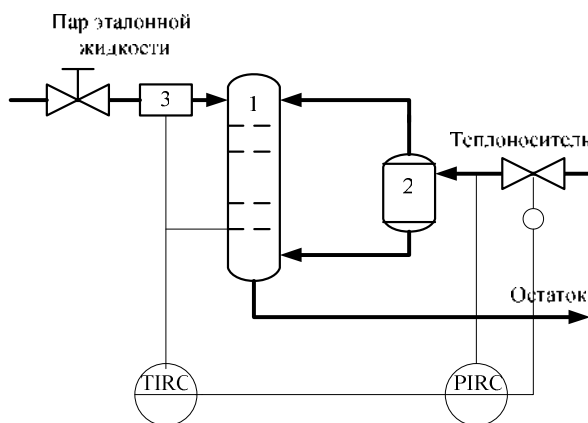 Пар эталонной
жидкости
3
1
Теплоноситель
2
Остаток
TIRC
PIRC